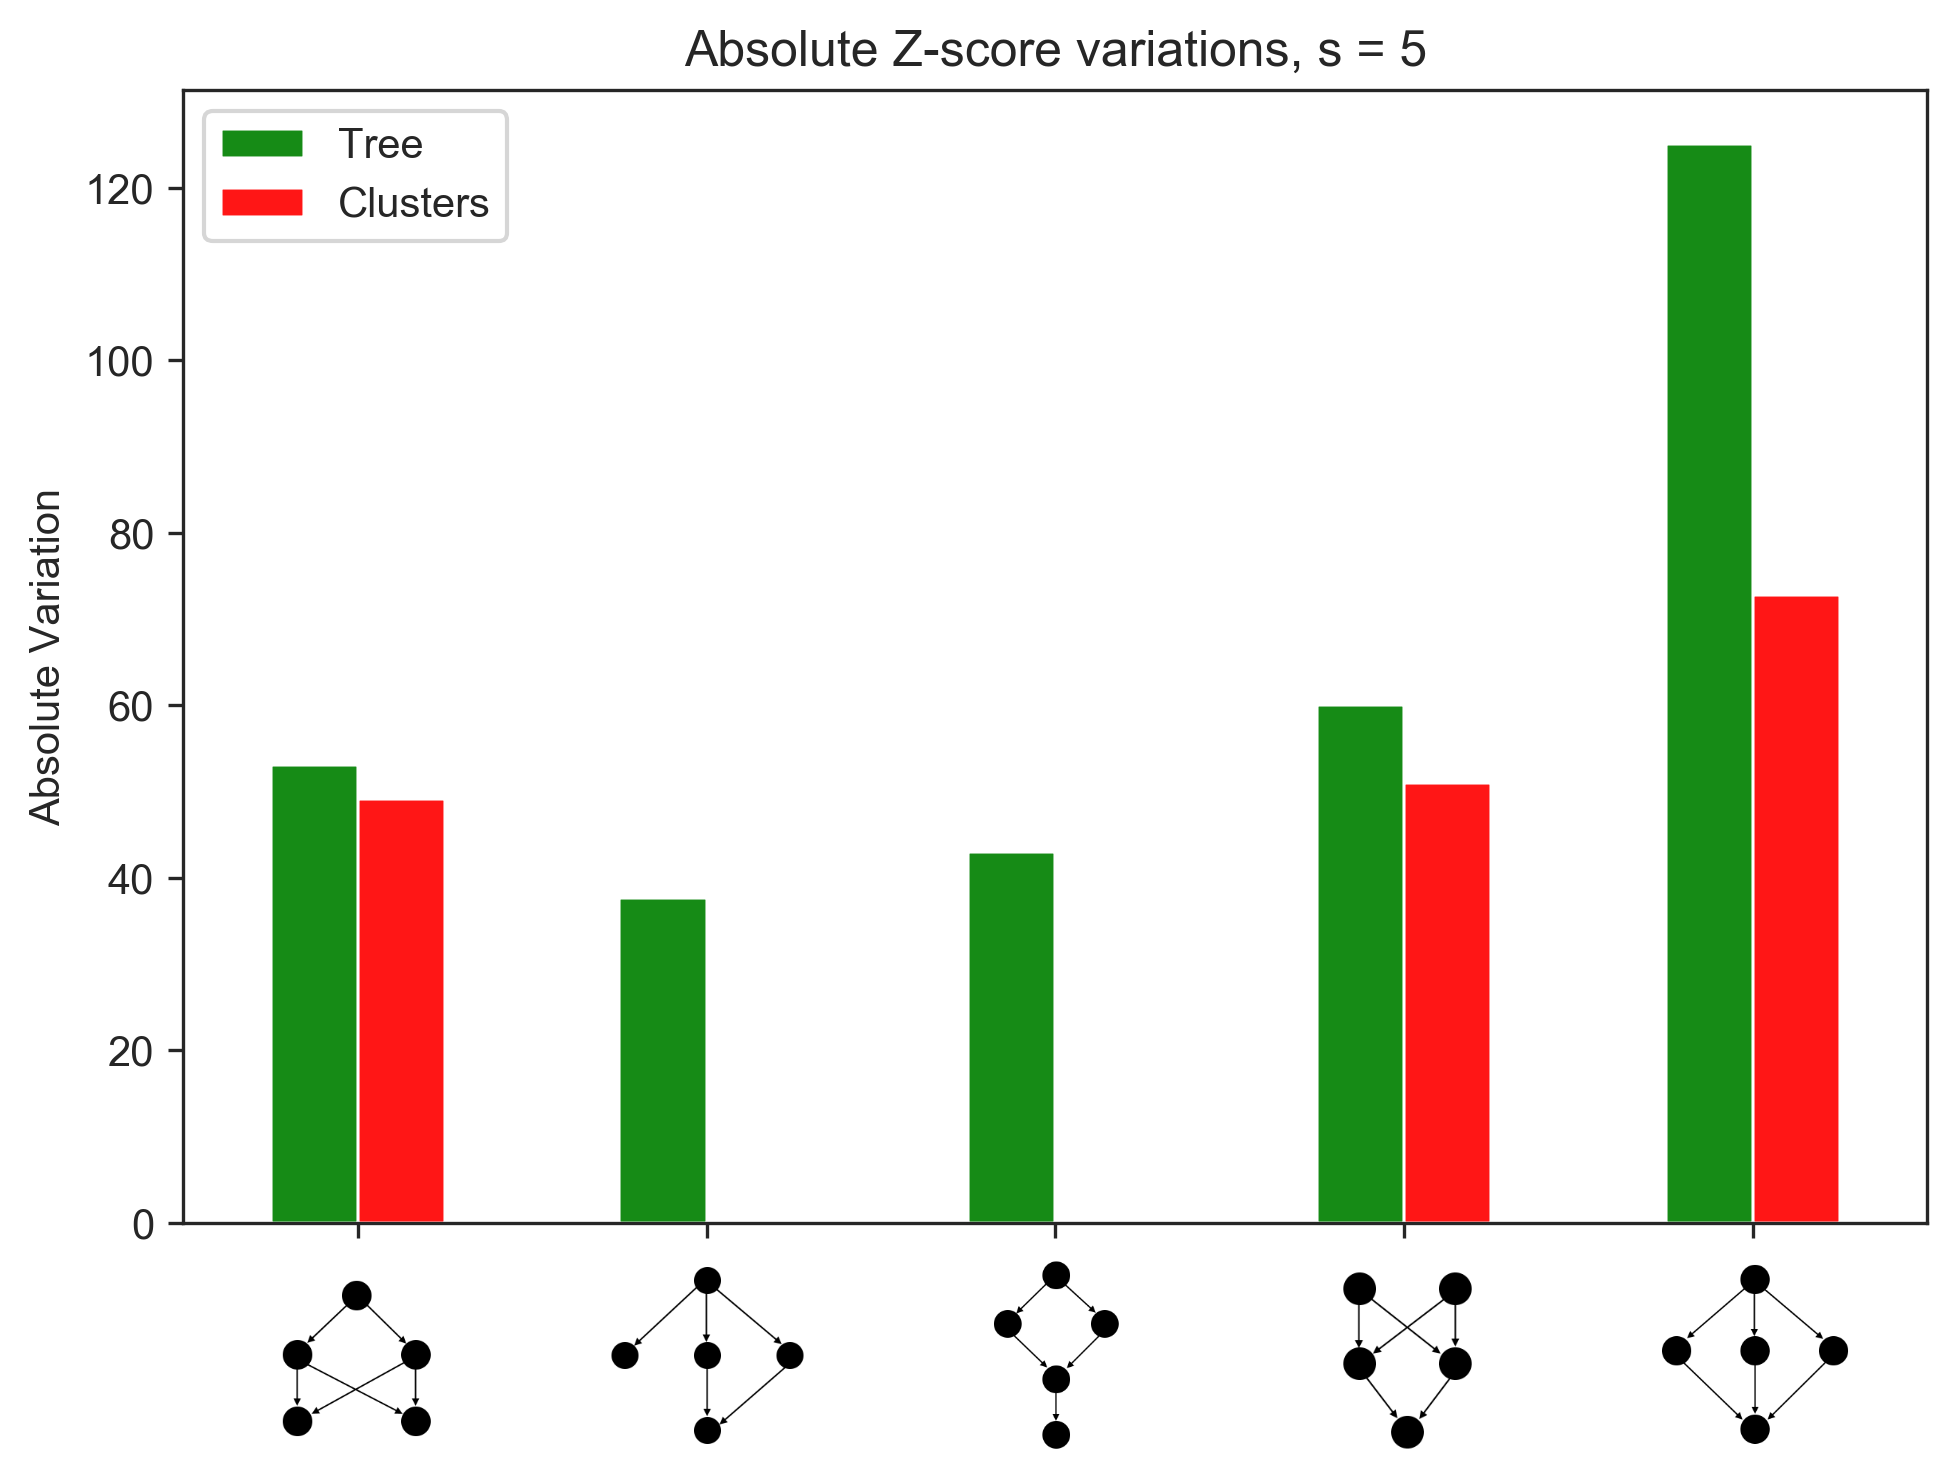 Absolute Z-score variations, s = 5
Tree
Clusters
Absolute Variation
120
100
80
60
40
20
0